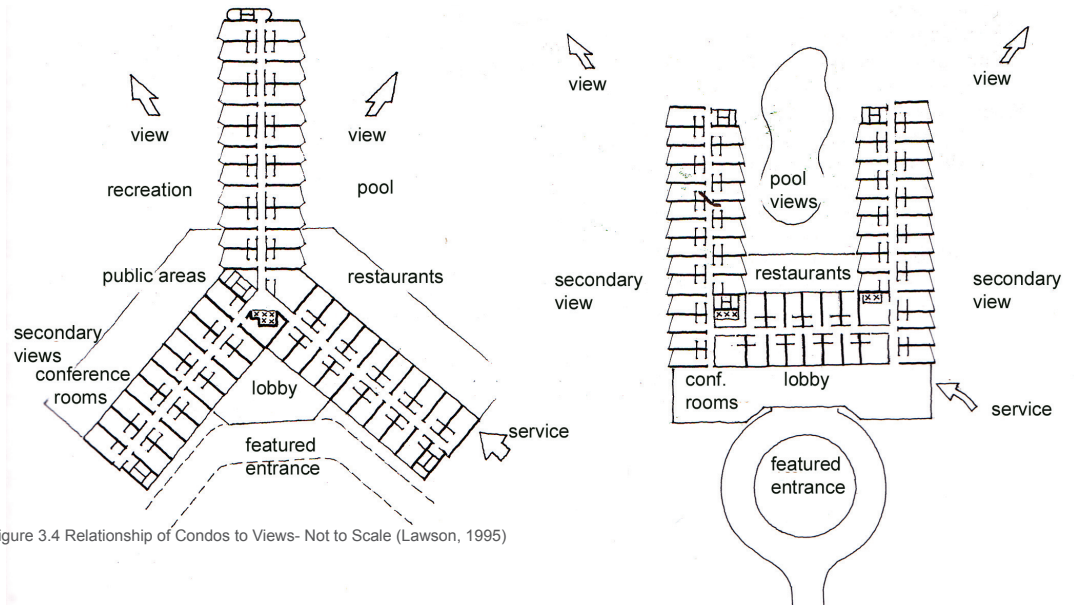 view
view
recreation
pool
public areas
restaurants
secondary
views
conference
rooms
lobby
service
featured
entrance
igure 3.4 Relationship of Condos to Views- Not to Scale (Lawson, 1995)
view
view
pool
views
restaurants
secondary
view
secondary
view
conf.
rooms
lobby
service
featured
entrance